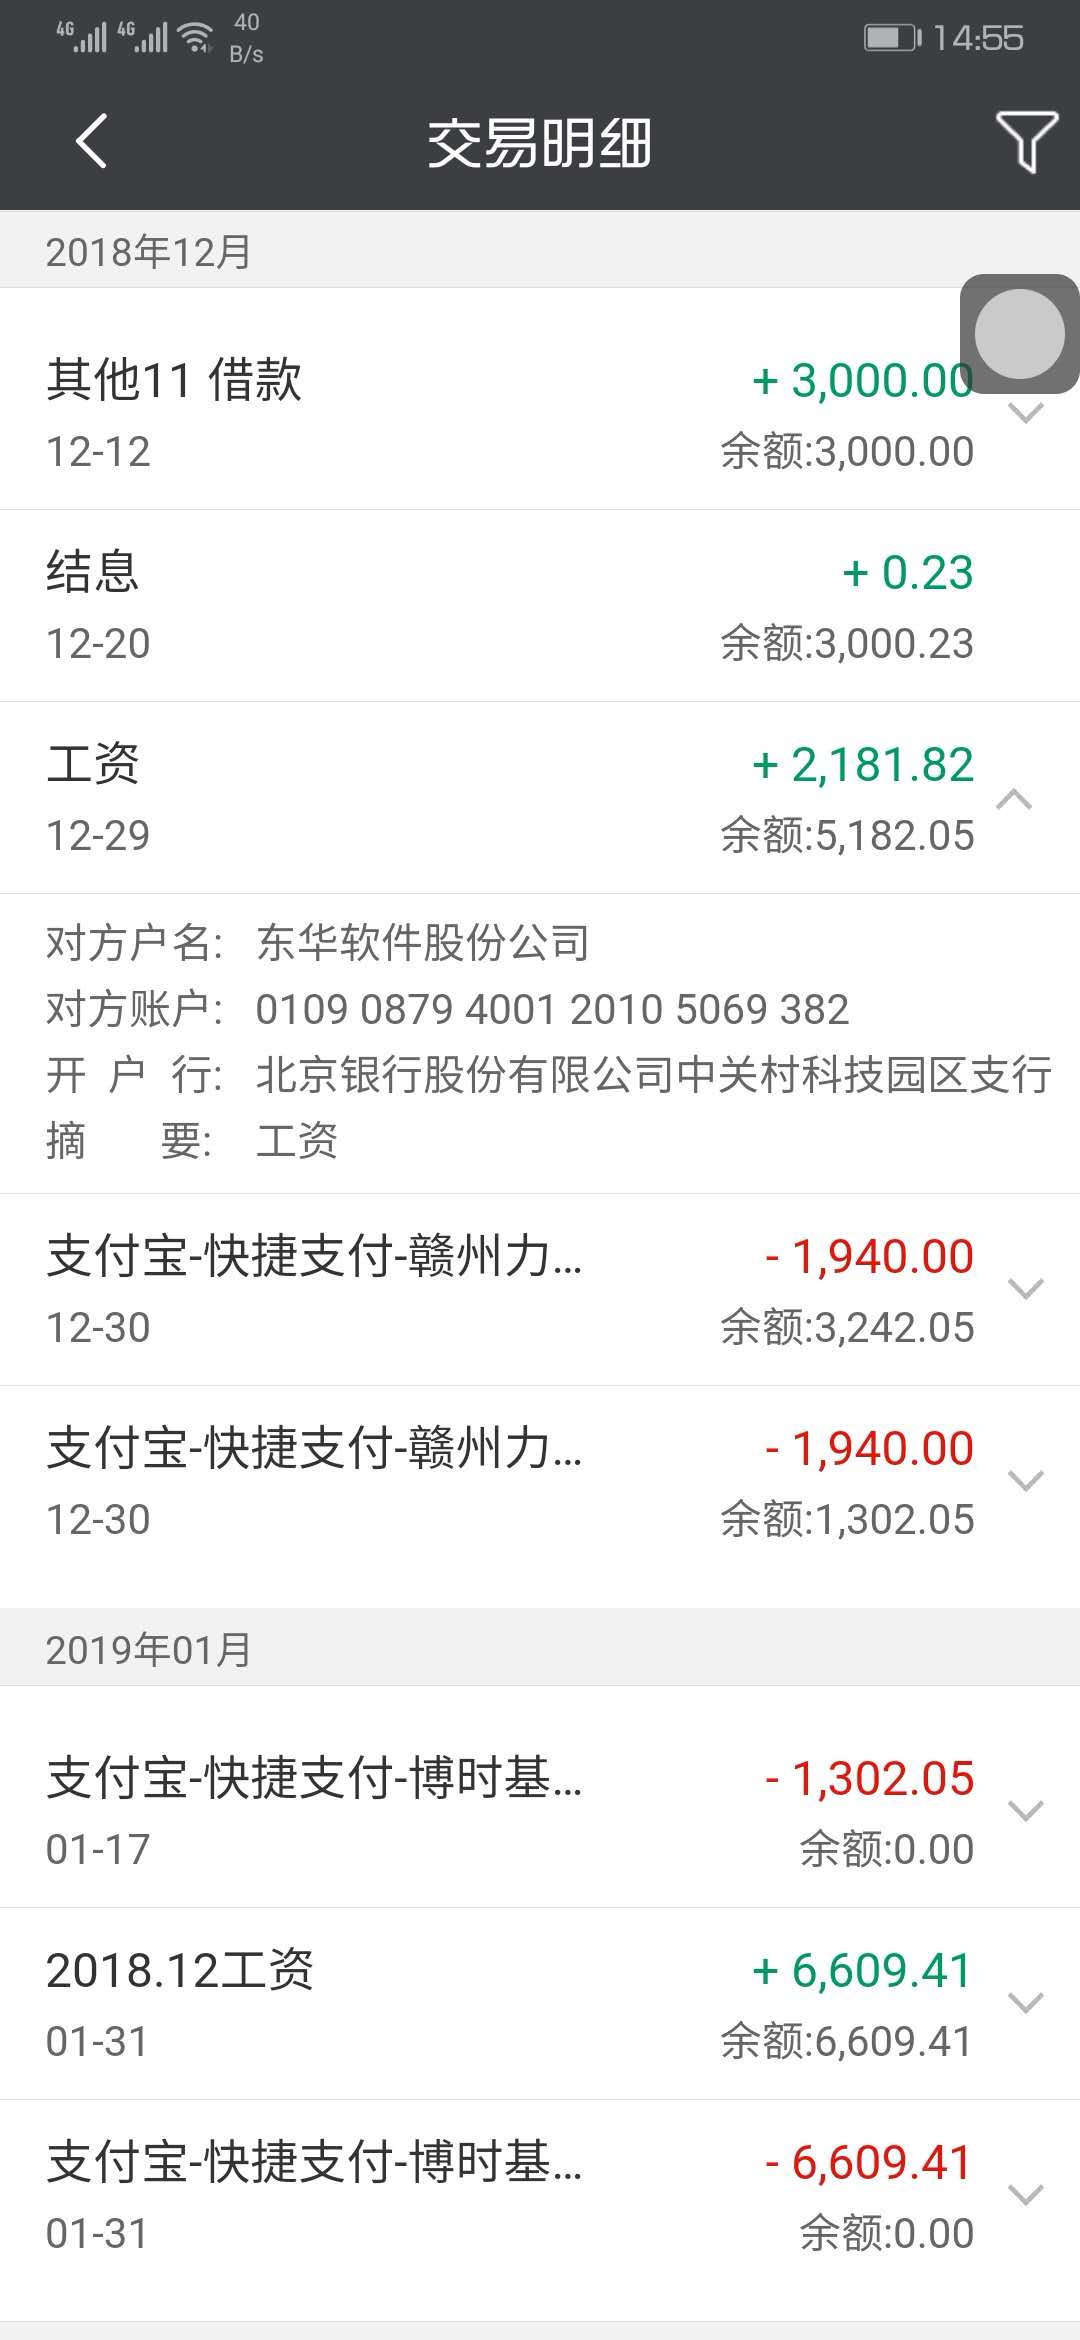 4G 4G 40 B/s 14:55
交易明细
2018年12月
其他11 借款 + 3,000.00
12-12 余额:3,000.00
结息 + 0.23
12-20 余额:3,000.23
工资 + 2,181.82
12-29 余额:5,182.05
对方户名: 东华软件股份公司
对方账户: 0109 0879 4001 2010 5069 382
开 户 行: 北京银行股份有限公司中关村科技园区支行
摘 要: 工资
支付宝-快捷支付-赣州力... - 1,940.00
12-30 余额:3,242.05
支付宝-快捷支付-赣州力... - 1,940.00
12-30 余额:1,302.05
2019年01月
支付宝-快捷支付-博时基... - 1,302.05
01-17 余额:0.00
2018.12工资 + 6,609.41
01-31 余额:6,609.41
支付宝-快捷支付-博时基... - 6,609.41
01-31 余额:0.00